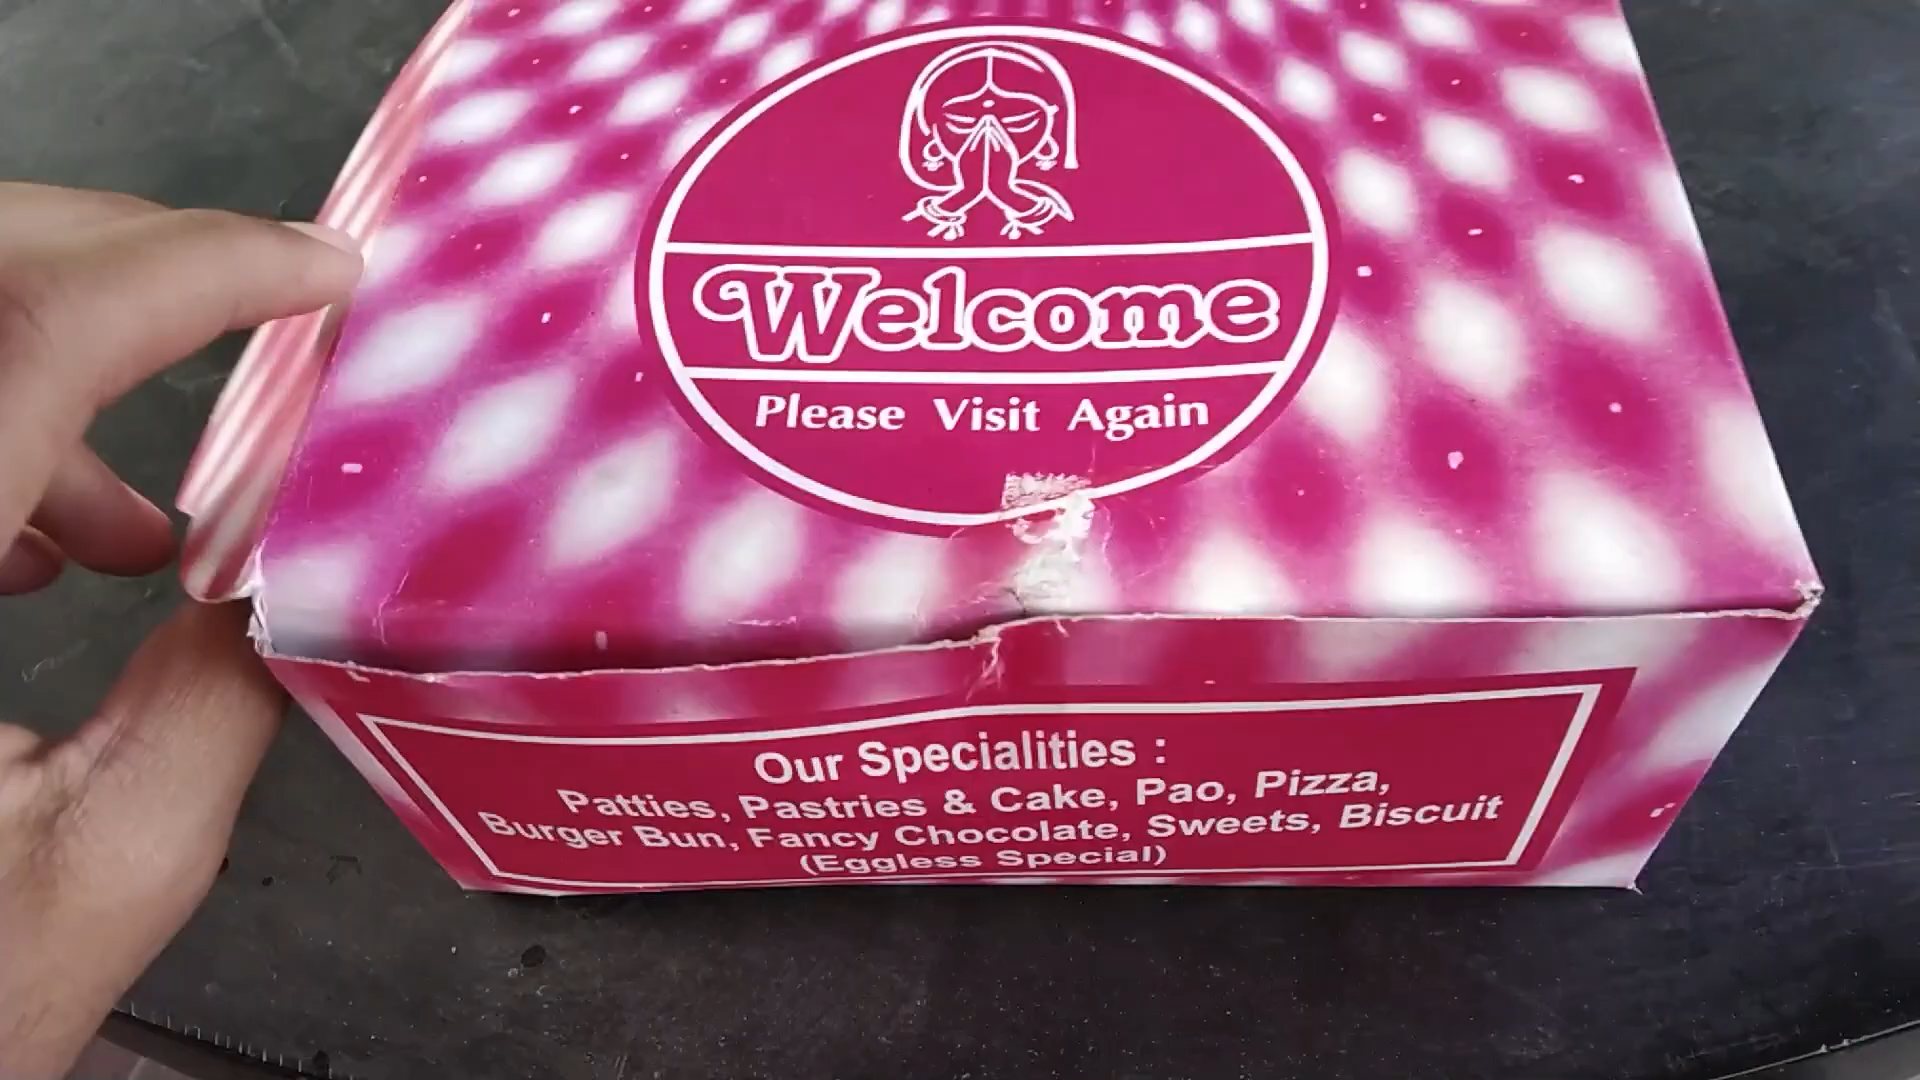 Welcome
Please Visit Again
Our Specialities :
Patties, Pastries & Cake, Pao, Pizza,
Burger Bun, Fancy Chocolate, Sweets, Biscuit
(Eggless Special)